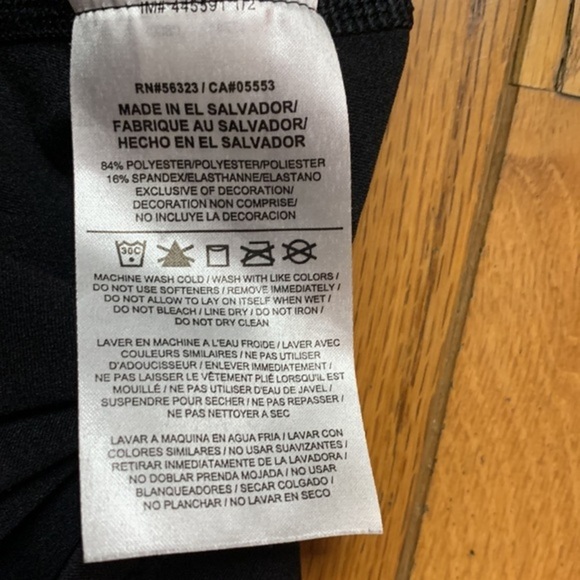 IM# 445591 1/2
RN#56323 / CA#05553
MADE IN EL SALVADOR/
FABRIQUE AU SALVADOR/
HECHO EN EL SALVADOR
84% POLYESTER/POLYESTER/POLIESTER
16% SPANDEX/ELASTHANNE/ELASTANO
EXCLUSIVE OF DECORATION/
DECORATION NON COMPRISE/
NO INCLUYE LA DECORACION
30C
MACHINE WASH COLD / WASH WITH LIKE COLORS /
DO NOT USE SOFTENERS / REMOVE IMMEDIATELY /
DO NOT ALLOW TO LAY ON ITSELF WHEN WET /
DO NOT BLEACH / LINE DRY / DO NOT IRON /
DO NOT DRY CLEAN
LAVER EN MACHINE A L'EAU FROIDE / LAVER AVEC
COULEURS SIMILAIRES / NE PAS UTILISER
D'ADOUCISSEUR / ENLEVER IMMEDIATEMENT /
NE PAS LAISSER LE VÊTEMENT PLIÉ LORSQU'IL EST
MOUILLÉ / NE PAS UTILISER D'EAU DE JAVEL /
SUSPENDRE POUR SECHER / NE PAS REPASSER /
NE PAS NETTOYER A SEC
LAVAR A MAQUINA EN AGUA FRIA / LAVAR CON
COLORES SIMILARES / NO USAR SUAVIZANTES /
RETIRAR INMEDIATAMENTE DE LA LAVADORA /
NO DOBLAR PRENDA MOJADA / NO USAR
BLANQUEADORES / SECAR COLGADO /
NO PLANCHAR / NO LAVAR EN SECO